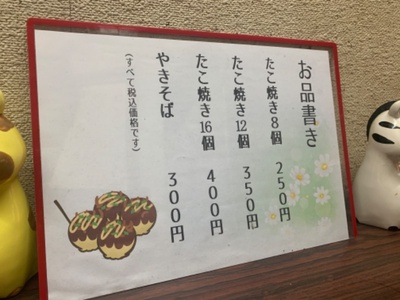 お品書き
たこ焼き8個 250円
たこ焼き12個 350円
たこ焼き16個 400円
やきそば 300円
(すべて税込価格です)